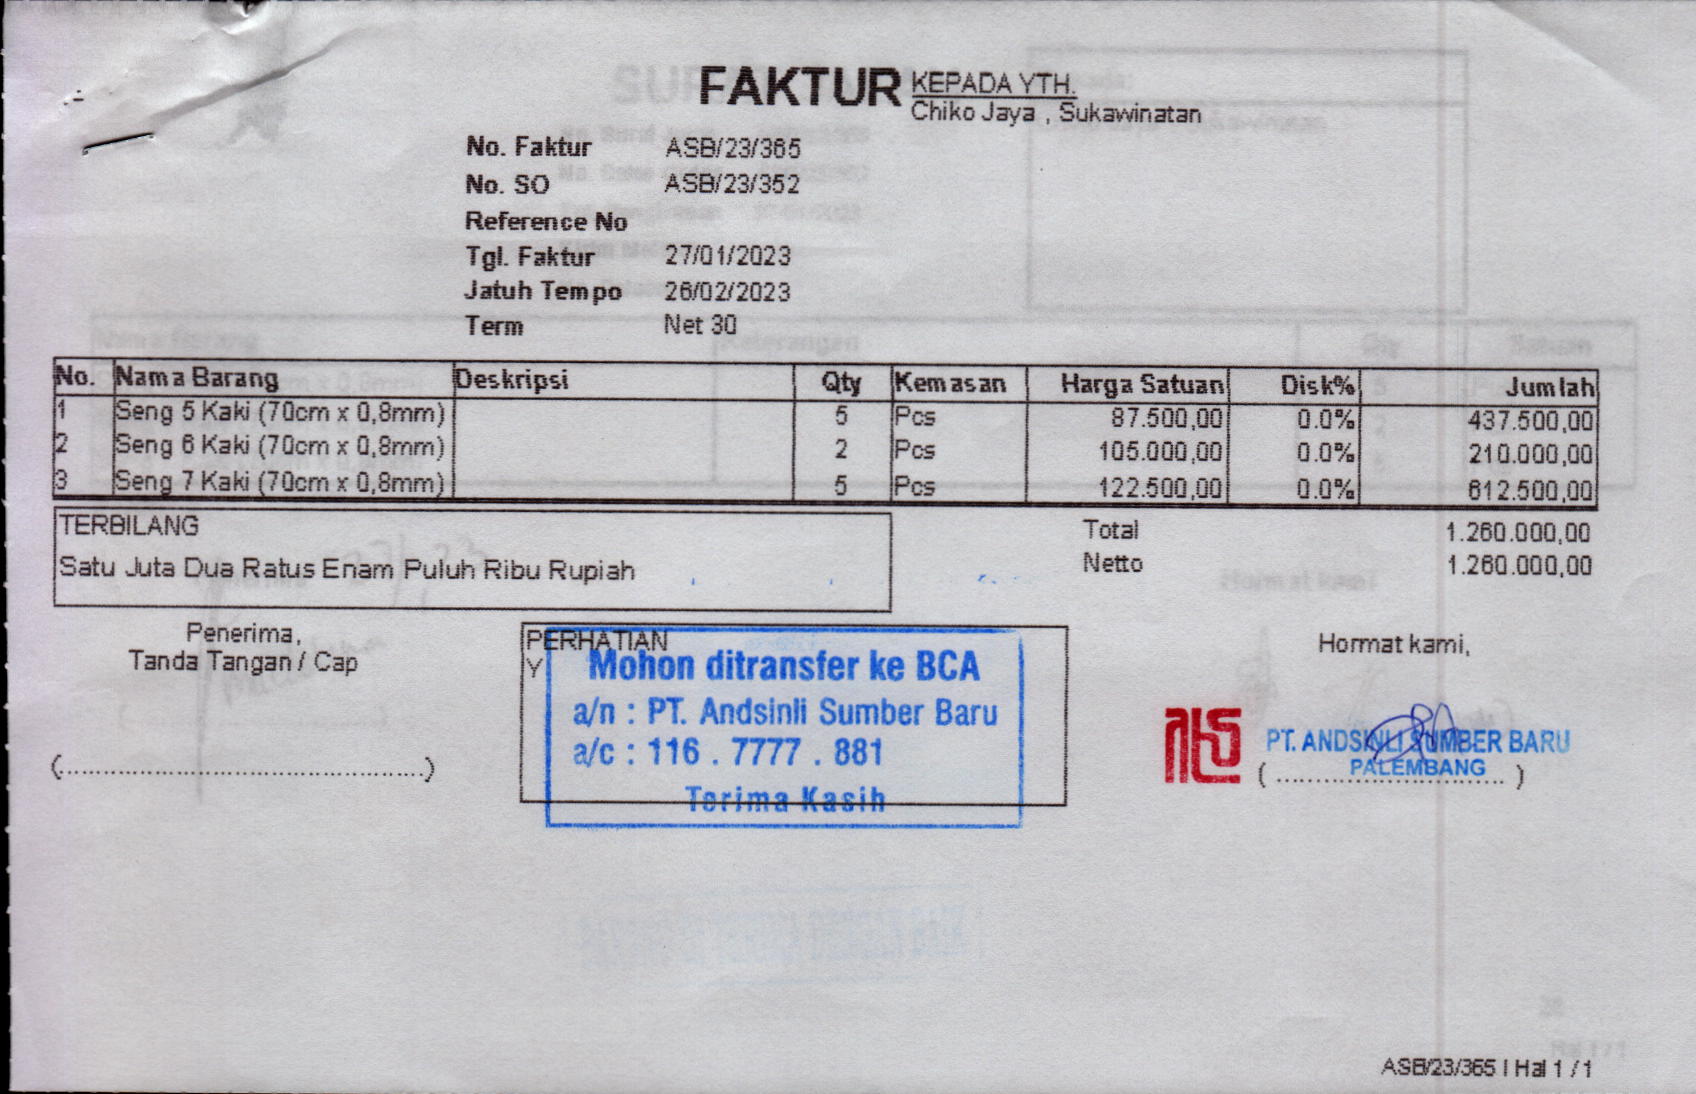 FAKTUR
KEPADA YTH.
Chiko Jaya , Sukawinatan
No. Faktur ASB/23/365
No. SO ASB/23/352
Reference No
Tgl. Faktur 27/01/2023
Jatuh Tempo 26/02/2023
Term Net 30
No. Nama Barang Deskripsi Qty Kemasan Harga Satuan Disk% Jumlah
1 Seng 5 Kaki (70cm x 0,8mm) 5 Pcs 87.500,00 0.0% 437.500,00
2 Seng 6 Kaki (70cm x 0,8mm) 2 Pcs 105.000,00 0.0% 210.000,00
3 Seng 7 Kaki (70cm x 0,8mm) 5 Pcs 122.500,00 0.0% 612.500,00
TERBILANG
Satu Juta Dua Ratus Enam Puluh Ribu Rupiah
Total 1.260.000,00
Netto 1.260.000,00
Penerima,
Tanda Tangan / Cap
(................................................)
PERHATIAN
Y
Mohon ditransfer ke BCA
a/n : PT. Andsinli Sumber Baru
a/c : 116 . 7777 . 881
Terima Kasih
Hormat kami,
PT. ANDSINLI SUMBER BARU
PALEMBANG
( .............................. )
ASB/23/365 | Hal 1 / 1